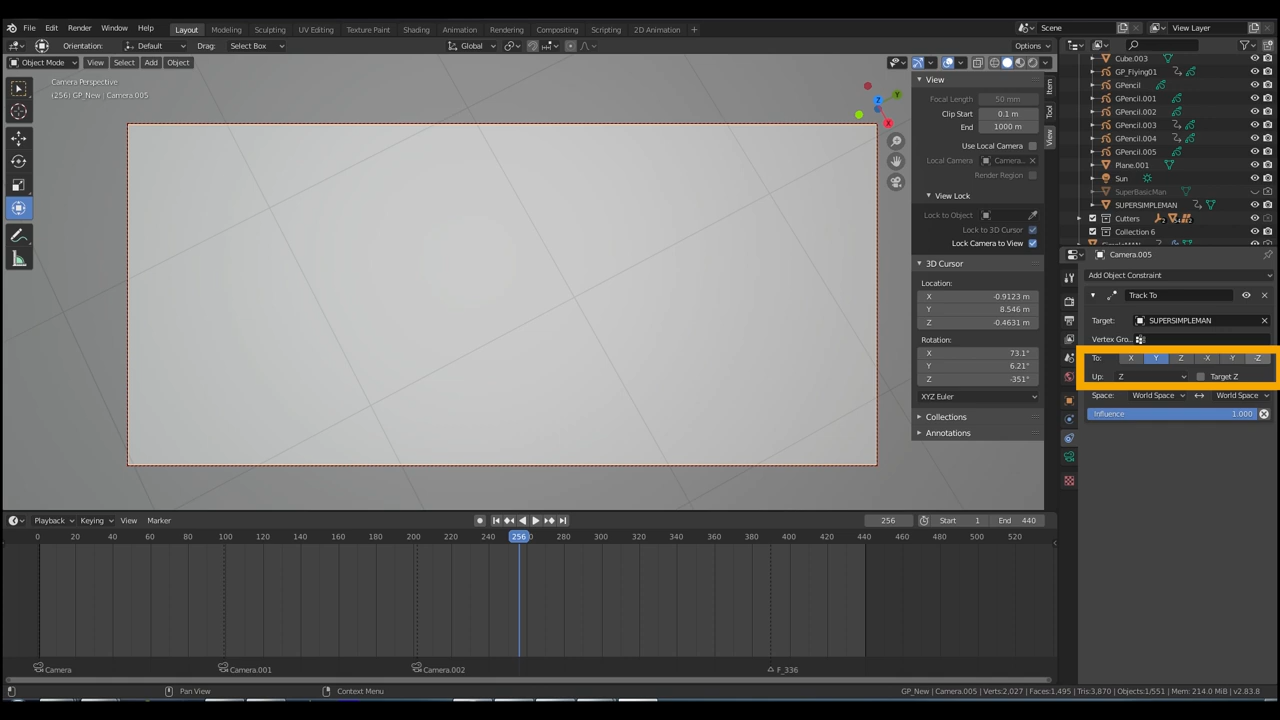 File Edit Render Window Help Layout Modeling Sculpting UV Editing Texture Paint Shading Animation Rendering Compositing Scripting 2D Animation + Scene View Layer
Orientation: Default Drag: Select Box Global Options
Object Mode View Select Add Object
Camera Perspective
(256) GP_New | Camera.005
Z Y X
View
Focal Length 50 mm
Clip Start 0.1 m
End 1000 m
Use Local Camera
Local Camera Camera..
Render Region
View Lock
Lock to Object
Lock to 3D Cursor
Lock Camera to View
3D Cursor
Location:
X -0.9123 m
Y 8.546 m
Z -0.4631 m
Rotation:
X 73.1°
Y 6.21°
Z -351°
XYZ Euler
Collections
Annotations
Item
Tool
View
Cube.003
GP_Flying01
GPencil
GPencil.001
GPencil.002
GPencil.003
GPencil.004
GPencil.005
Plane.001
Sun
SuperBasicMan
SUPERSIMPLEMAN
Cutters
Collection 6
SimpleMAN
Camera.005
Add Object Constraint
Track To
Target: SUPERSIMPLEMAN
Vertex Gro..
To: X Y Z -X -Y -Z
Up: Z Target Z
Space: World Space World Space
Influence 1.000
Playback Keying View Marker 256 Start 1 End 440
0 20 40 60 80 100 120 140 160 180 200 220 240 256 280 300 320 340 360 380 400 420 440 460 480 500 520
Camera Camera.001 Camera.002 F_336
Pan View Context Menu GP_New | Camera.005 | Verts:2,027 | Faces:1,495 | Tris:3,870 | Objects:1/551 | Mem: 214.0 MiB | v2.83.8